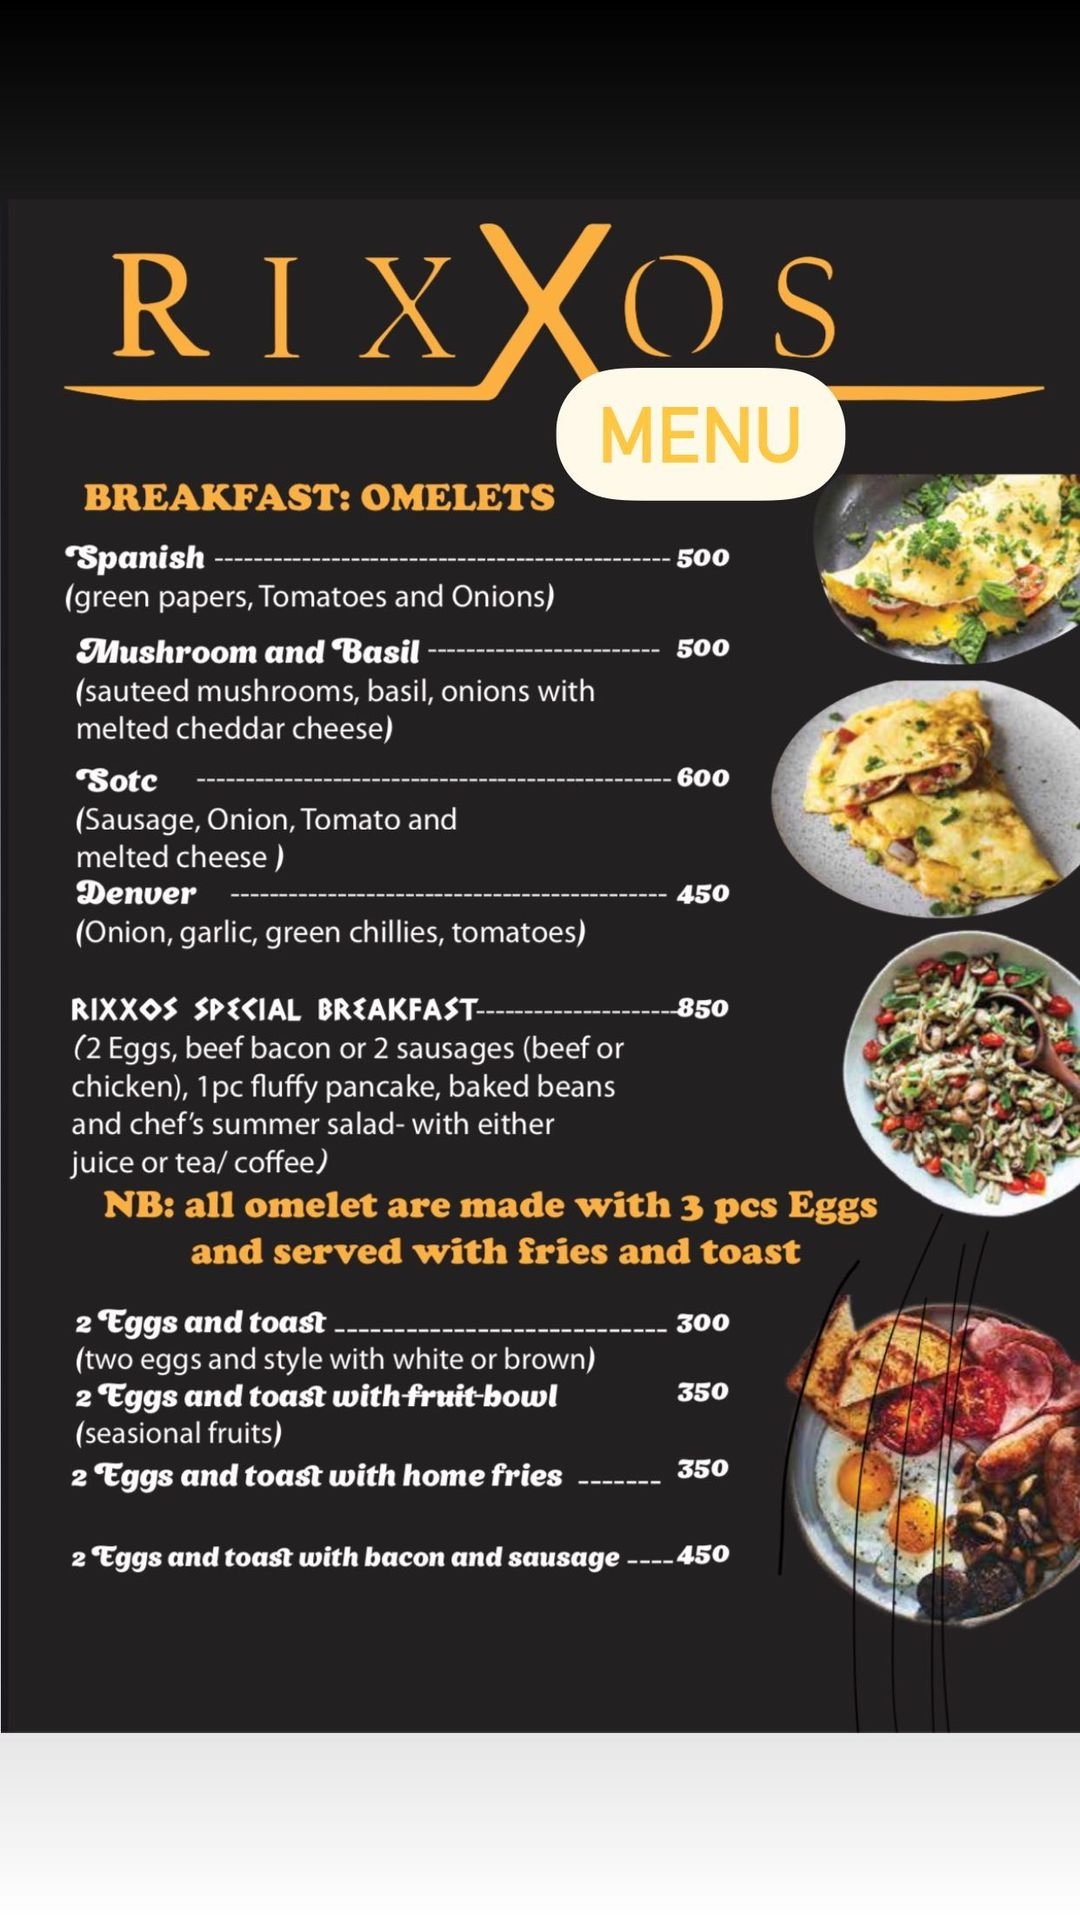 RIXXOS
MENU
BREAKFAST: OMELETS
Spanish ---------------------------------------------- 500
(green papers, Tomatoes and Onions)
Mushroom and Basil ------------------------ 500
(sauteed mushrooms, basil, onions with
melted cheddar cheese)
Sotc ------------------------------------------------ 600
(Sausage, Onion, Tomato and
melted cheese )
Denver -------------------------------------------- 450
(Onion, garlic, green chillies, tomatoes)
RIXXOS SPECIAL BREAKFAST---------------------850
(2 Eggs, beef bacon or 2 sausages (beef or
chicken), 1pc fluffy pancake, baked beans
and chef's summer salad- with either
juice or tea/ coffee)
NB: all omelet are made with 3 pcs Eggs
and served with fries and toast
2 Eggs and toast ____________________________ 300
(two eggs and style with white or brown)
2 Eggs and toast with fruit bowl 350
(seasional fruits)
2 Eggs and toast with home fries _______ 350
2 Eggs and toast with bacon and sausage ----450